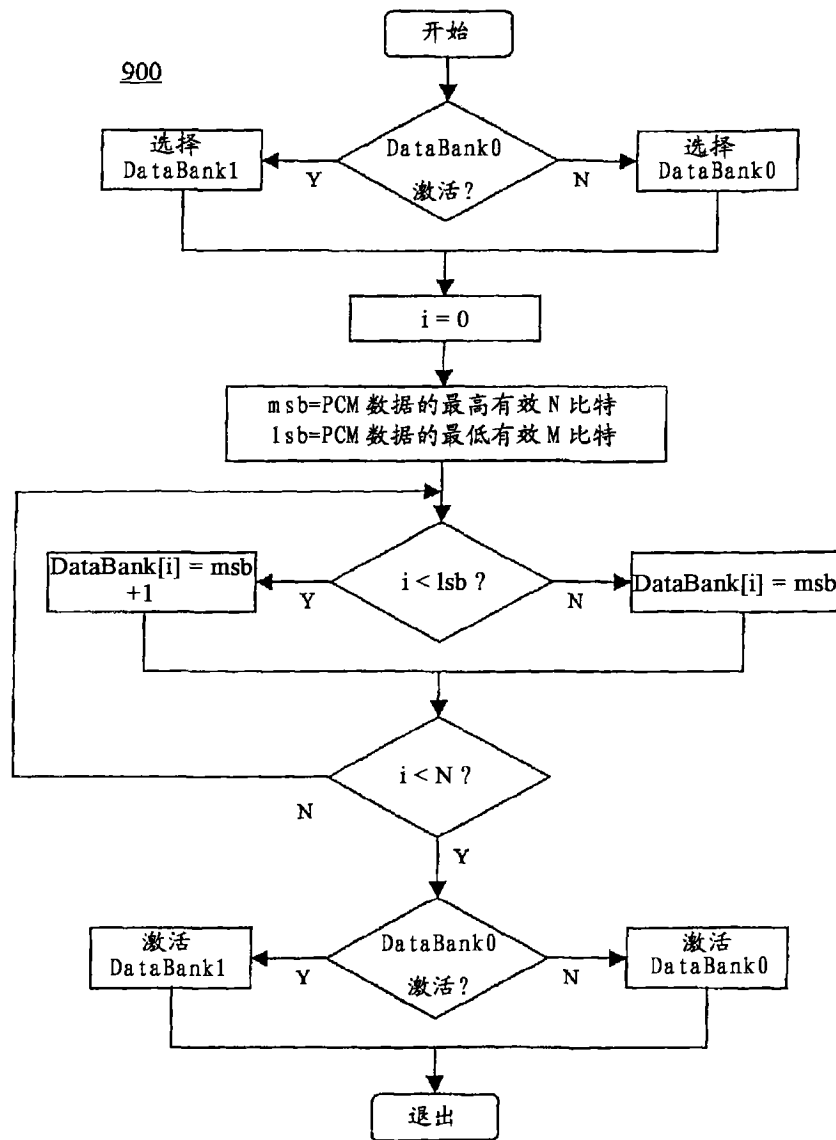 开始
900
DataBank0
激活?
选择
DataBank1
Y
N
选择
DataBank0
i = 0
msb=PCM 数据的最高有效 N 比特
lsb=PCM 数据的最低有效 M 比特
i < lsb ?
DataBank[i] = msb
+1
Y
N
DataBank[i] = msb
i < N ?
N
Y
DataBank0
激活?
激活
DataBank1
Y
N
激活
DataBank0
退出